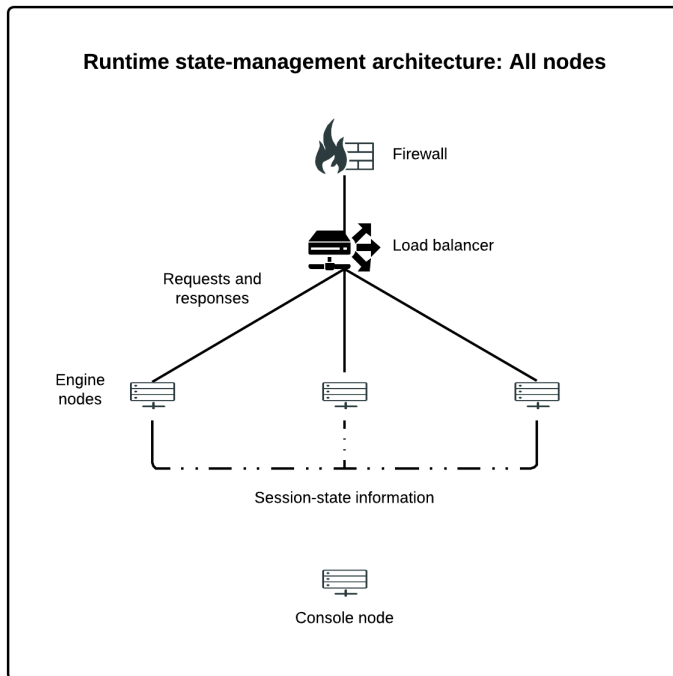 Runtime state-management architecture: All nodes
Firewall
Load balancer
Requests and
responses
Engine
nodes
Session-state information
Console node